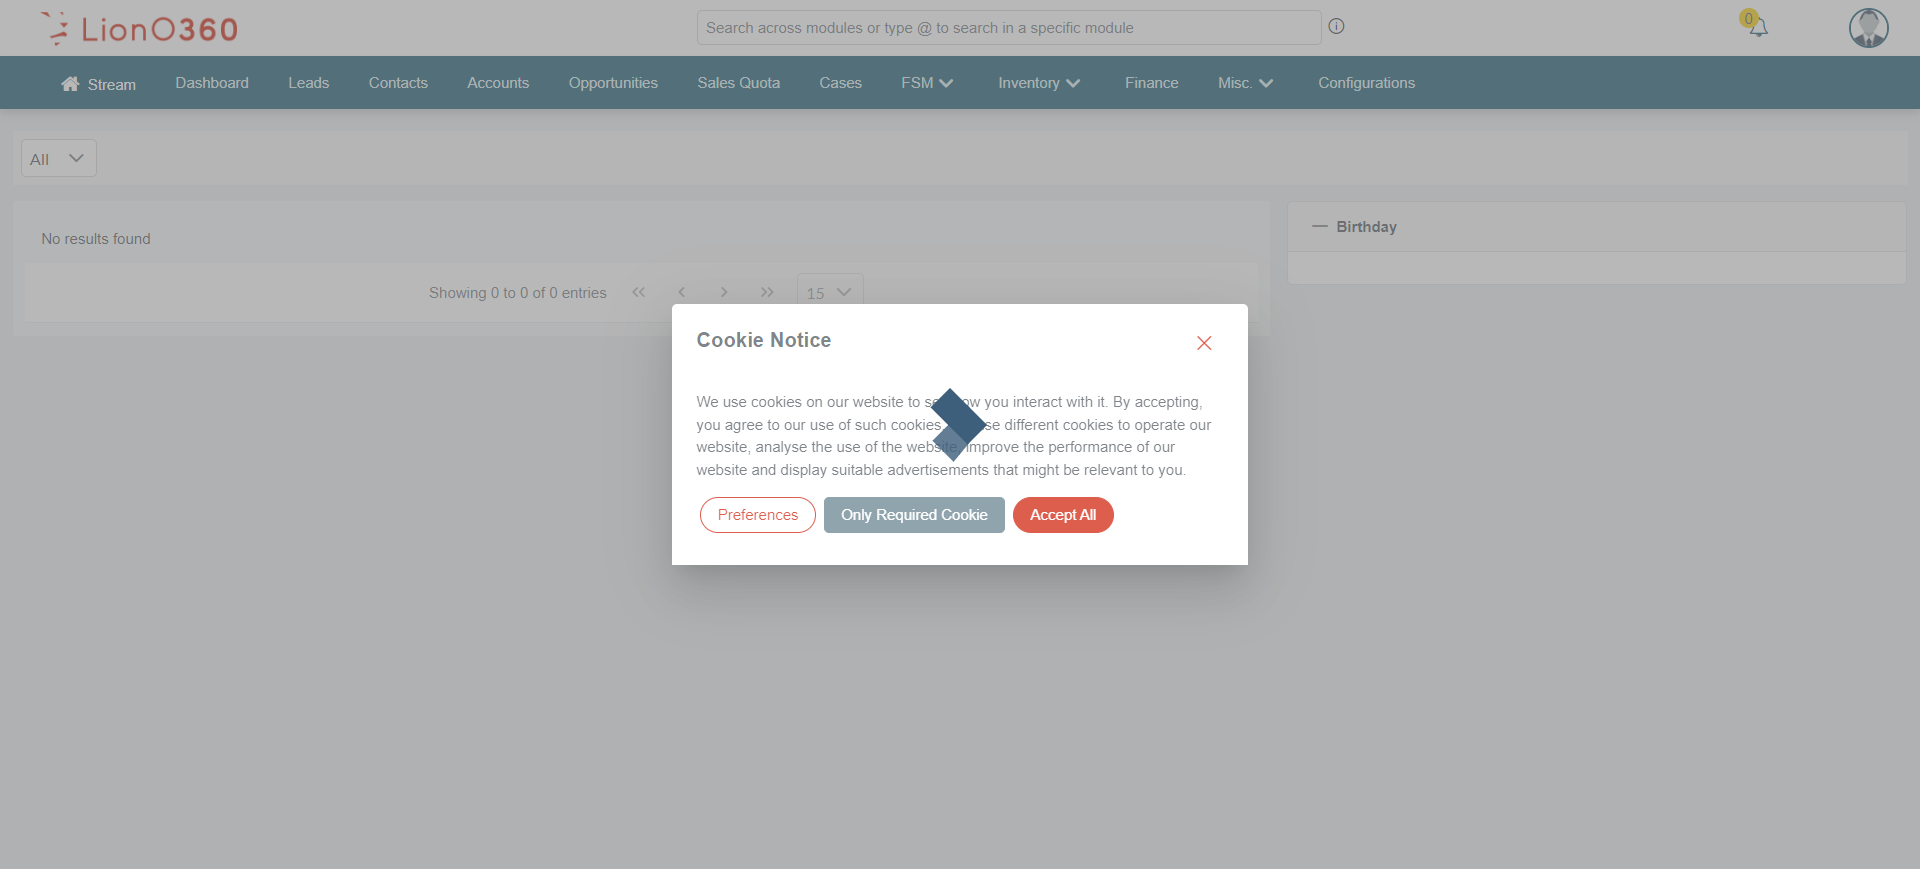 LionO360
Search across modules or type @ to search in a specific module
0
Stream Dashboard Leads Contacts Accounts Opportunities Sales Quota Cases FSM Inventory Finance Misc. Configurations
All
No results found
Birthday
Showing 0 to 0 of 0 entries
15
Cookie Notice
We use cookies on our website to you interact with it. By accepting,
you agree to our use of such cookies different cookies to operate our
website, analyse the use of the website, improve the performance of our
website and display suitable advertisements that might be relevant to you.
Preferences Only Required Cookie Accept All